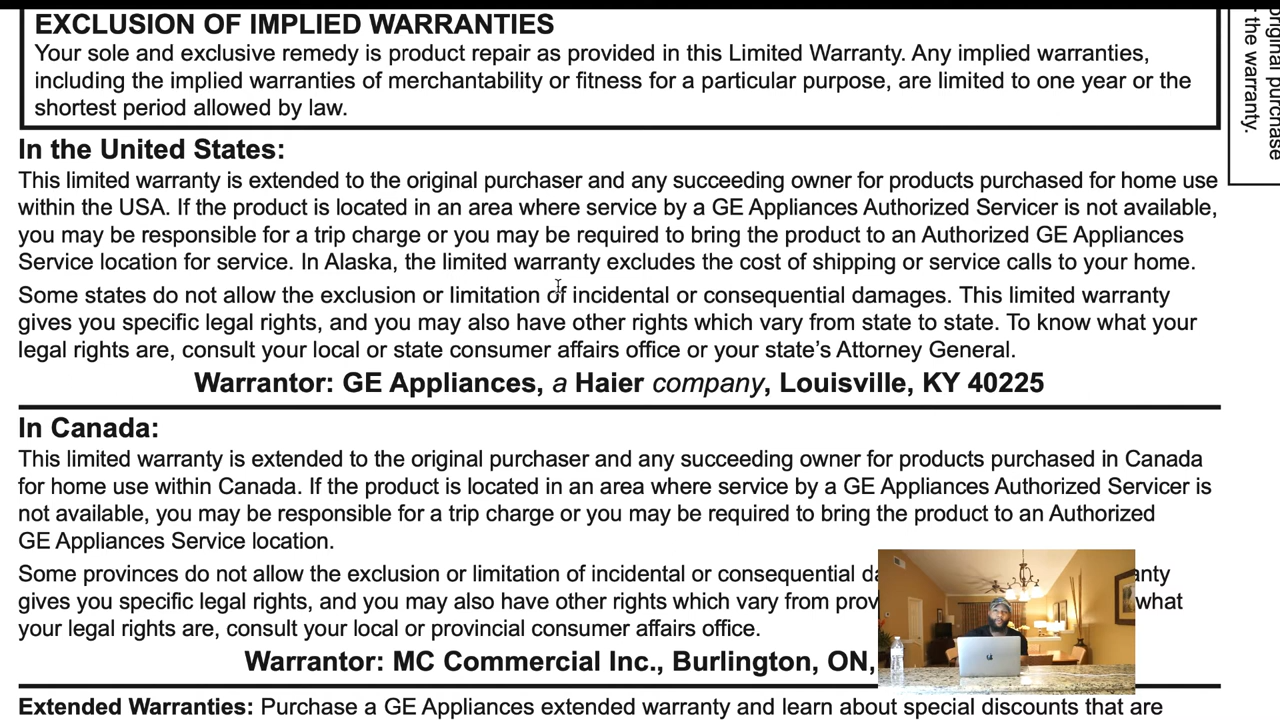 EXCLUSION OF IMPLIED WARRANTIES
Your sole and exclusive remedy is product repair as provided in this Limited Warranty. Any implied warranties,
including the implied warranties of merchantability or fitness for a particular purpose, are limited to one year or the
shortest period allowed by law.
original purchase
the warranty.
In the United States:
This limited warranty is extended to the original purchaser and any succeeding owner for products purchased for home use
within the USA. If the product is located in an area where service by a GE Appliances Authorized Servicer is not available,
you may be responsible for a trip charge or you may be required to bring the product to an Authorized GE Appliances
Service location for service. In Alaska, the limited warranty excludes the cost of shipping or service calls to your home.
Some states do not allow the exclusion or limitation of incidental or consequential damages. This limited warranty
gives you specific legal rights, and you may also have other rights which vary from state to state. To know what your
legal rights are, consult your local or state consumer affairs office or your state’s Attorney General.
Warrantor: GE Appliances, a Haier company, Louisville, KY 40225
In Canada:
This limited warranty is extended to the original purchaser and any succeeding owner for products purchased in Canada
for home use within Canada. If the product is located in an area where service by a GE Appliances Authorized Servicer is
not available, you may be responsible for a trip charge or you may be required to bring the product to an Authorized
GE Appliances Service location.
Some provinces do not allow the exclusion or limitation of incidental or consequential
gives you specific legal rights, and you may also have other rights which vary from what
your legal rights are, consult your local or provincial consumer affairs office.
Warrantor: MC Commercial Inc., Burlington, ON,
Extended Warranties: Purchase a GE Appliances extended warranty and learn about special discounts that are